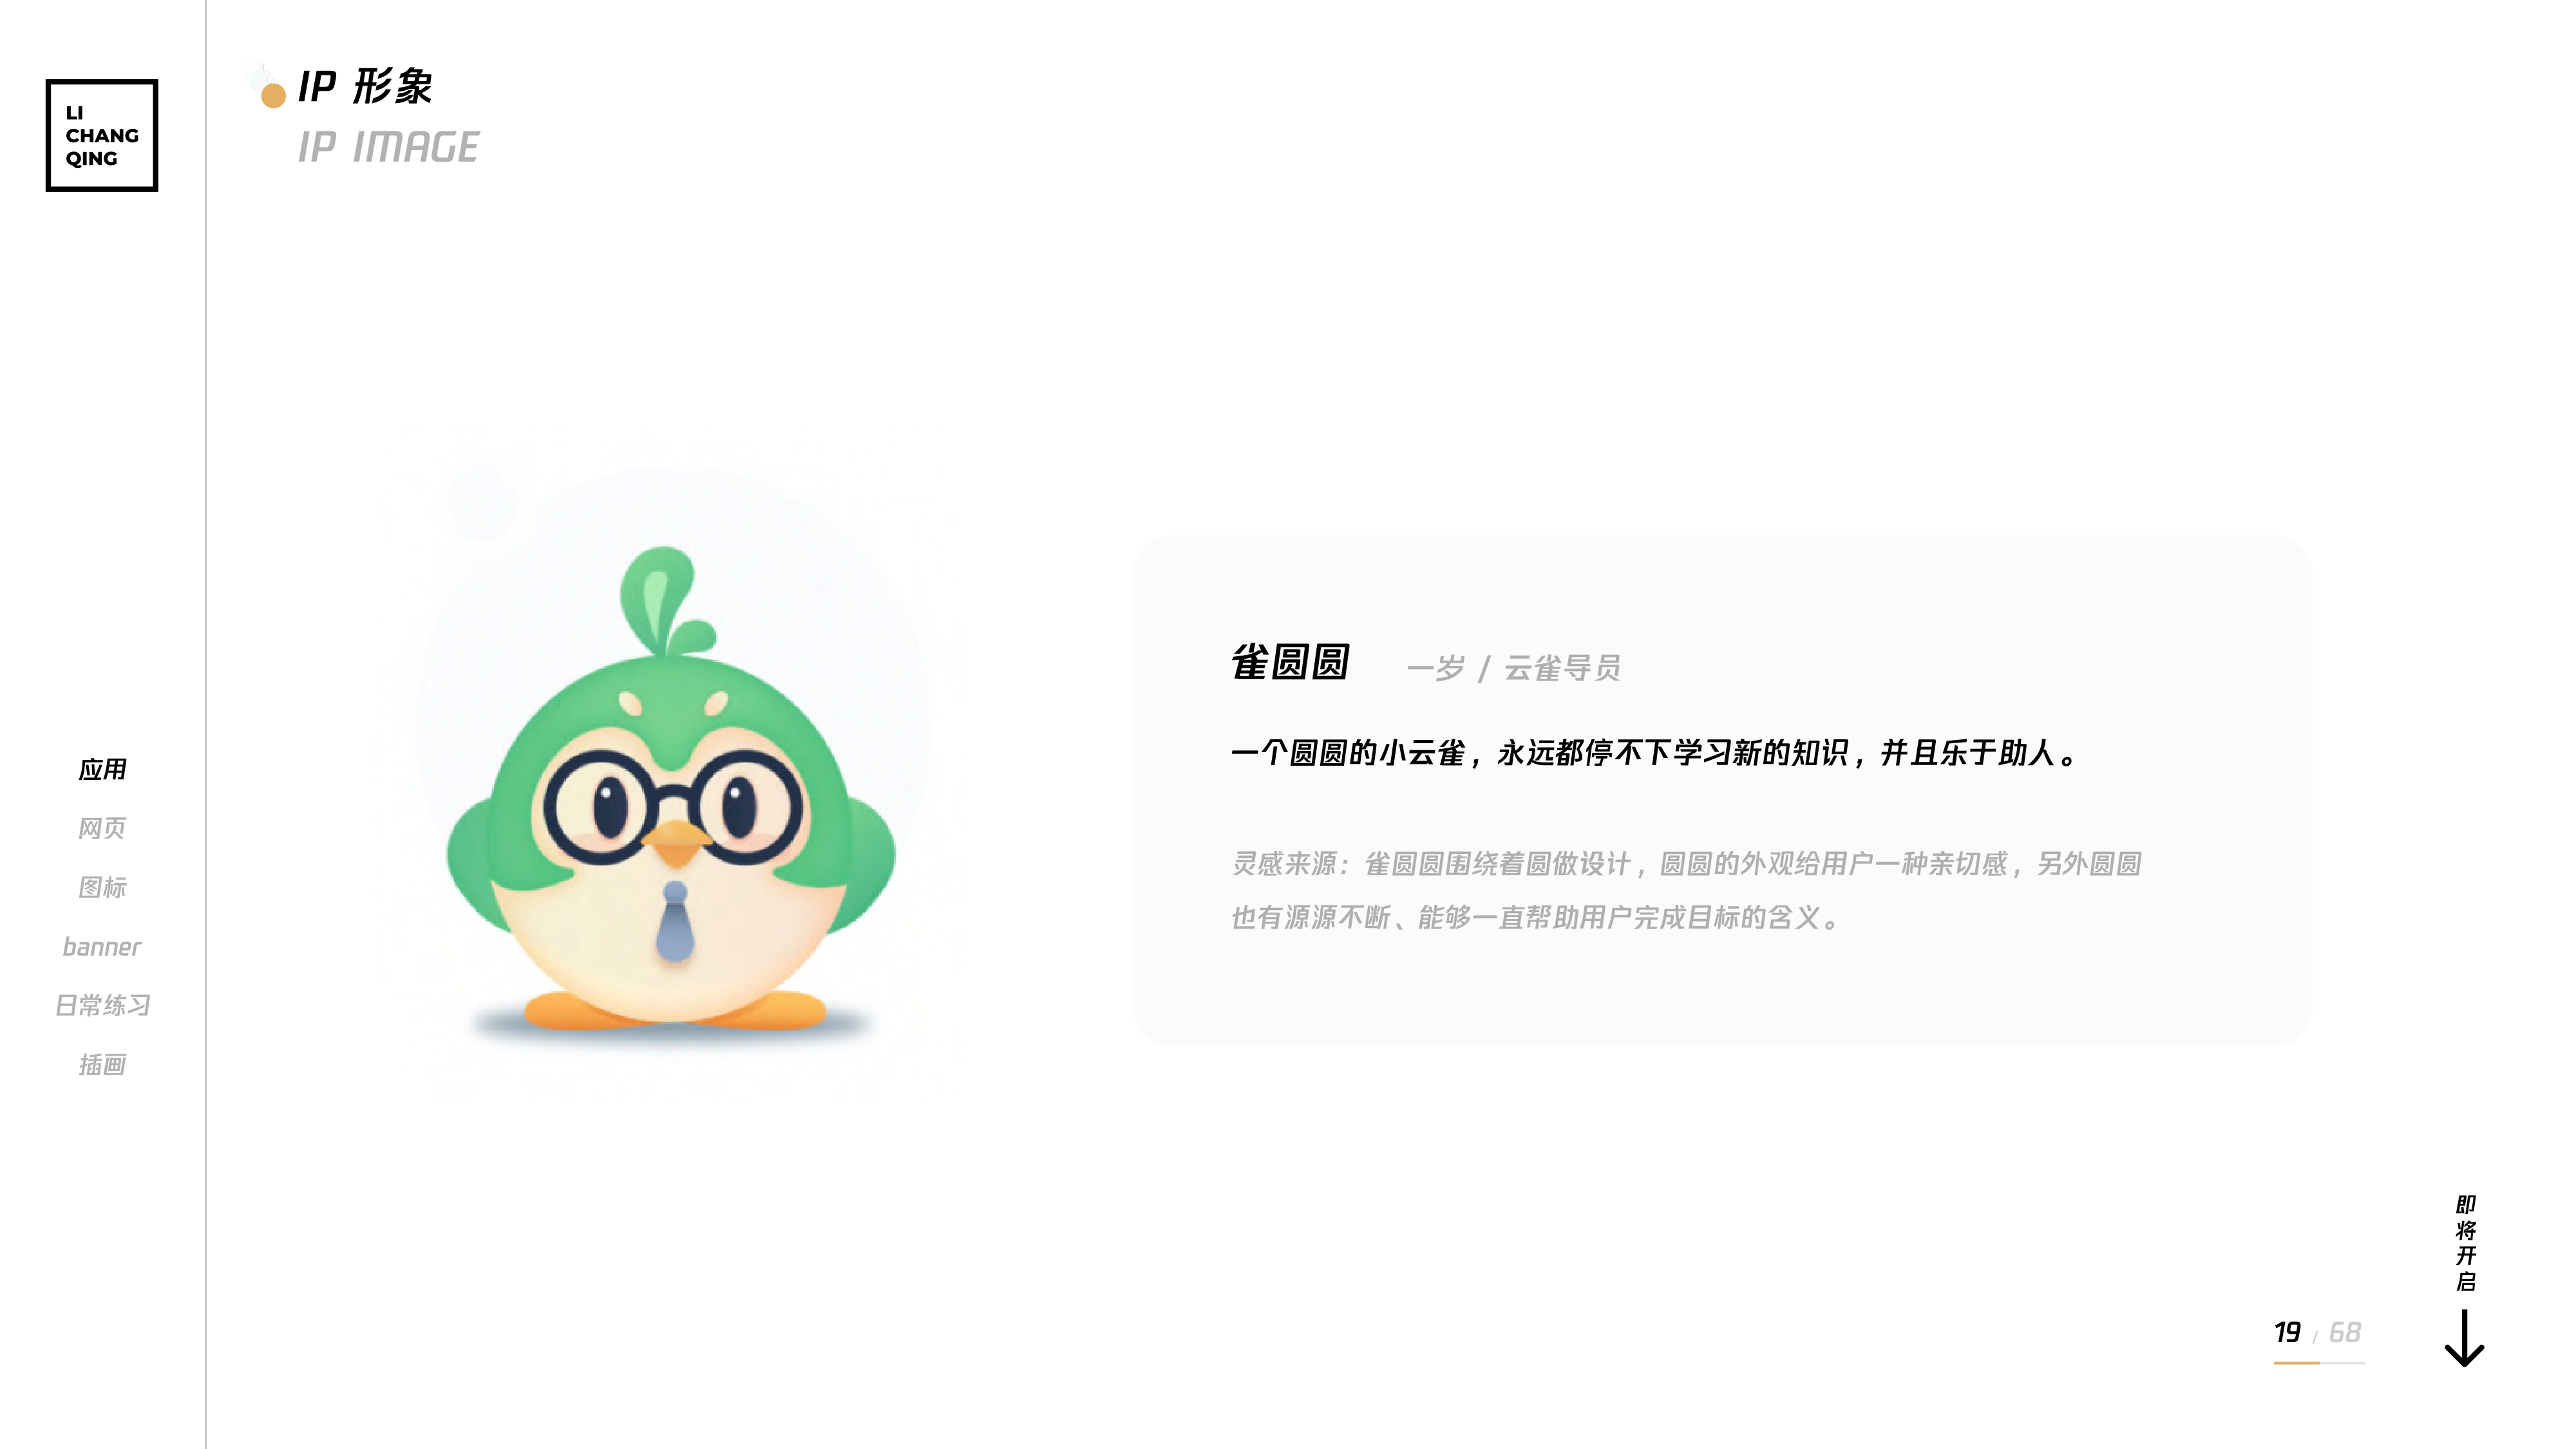 LI
CHANG
QING
IP 形象
IP IMAGE
应用
网页
图标
banner
日常练习
插画
雀圆圆 一岁 / 云雀导员
一个圆圆的小云雀，永远都停不下学习新的知识，并且乐于助人。
灵感来源：雀圆圆围绕着圆做设计，圆圆的外观给用户一种亲切感，另外圆圆
也有源源不断、能够一直帮助用户完成目标的含义。
即将开启
19 / 68